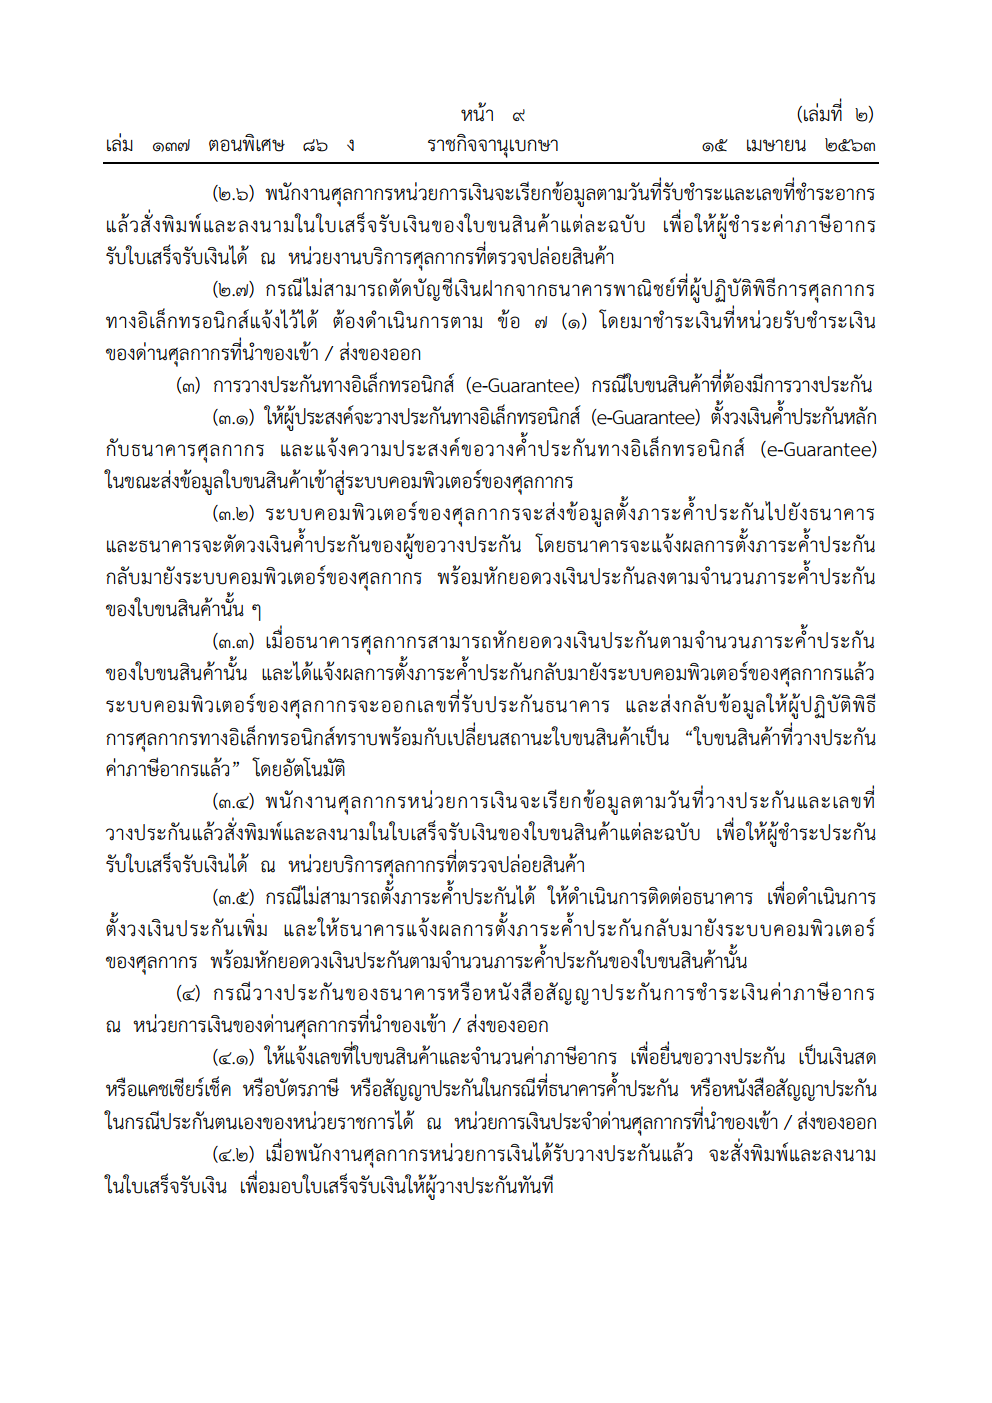 หน้า ๙ (เล่มที่ ๒)
เล่ม ๑๓๗ ตอนพิเศษ ๘๖ ง ราชกิจจานุเบกษา ๑๕ เมษายน ๒๕๖๓
(๒.๖) พนักงานศุลกากรหน่วยการเงินจะเรียกข้อมูลตามวันที่รับชำระและเลขที่ชำระอากร
แล้วสั่งพิมพ์และลงนามในใบเสร็จรับเงินของใบขนสินค้าแต่ละฉบับ เพื่อให้ผู้ชำระค่าภาษีอากร
รับใบเสร็จรับเงินได้ ณ หน่วยงานบริการศุลกากรที่ตรวจปล่อยสินค้า
(๒.๗) กรณีไม่สามารถตัดบัญชีเงินฝากจากธนาคารพาณิชย์ที่ผู้ปฏิบัติพิธีการศุลกากร
ทางอิเล็กทรอนิกส์แจ้งไว้ได้ ต้องดำเนินการตาม ข้อ ๗ (๑) โดยมาชำระเงินที่หน่วยรับชำระเงิน
ของด่านศุลกากรที่นำของเข้า / ส่งของออก
(๓) การวางประกันทางอิเล็กทรอนิกส์ (e-Guarantee) กรณีใบขนสินค้าที่ต้องมีการวางประกัน
(๓.๑) ให้ผู้ประสงค์จะวางประกันทางอิเล็กทรอนิกส์ (e-Guarantee) ตั้งวงเงินค้ำประกันหลัก
กับธนาคารศุลกากร และแจ้งความประสงค์ขอวางค้ำประกันทางอิเล็กทรอนิกส์ (e-Guarantee)
ในขณะส่งข้อมูลใบขนสินค้าเข้าสู่ระบบคอมพิวเตอร์ของศุลกากร
(๓.๒) ระบบคอมพิวเตอร์ของศุลกากรจะส่งข้อมูลตั้งภาระค้ำประกันไปยังธนาคาร
และธนาคารจะตัดวงเงินค้ำประกันของผู้ขอวางประกัน โดยธนาคารจะแจ้งผลการตั้งภาระค้ำประกัน
กลับมายังระบบคอมพิวเตอร์ของศุลกากร พร้อมหักยอดวงเงินประกันลงตามจำนวนภาระค้ำประกัน
ของใบขนสินค้านั้น ๆ
(๓.๓) เมื่อธนาคารศุลกากรสามารถหักยอดวงเงินประกันตามจำนวนภาระค้ำประกัน
ของใบขนสินค้านั้น และได้แจ้งผลการตั้งภาระค้ำประกันกลับมายังระบบคอมพิวเตอร์ของศุลกากรแล้ว
ระบบคอมพิวเตอร์ของศุลกากรจะออกเลขที่รับประกันธนาคาร และส่งกลับข้อมูลให้ผู้ปฏิบัติพิธี
การศุลกากรทางอิเล็กทรอนิกส์ทราบพร้อมกับเปลี่ยนสถานะใบขนสินค้าเป็น “ใบขนสินค้าที่วางประกัน
ค่าภาษีอากรแล้ว” โดยอัตโนมัติ
(๓.๔) พนักงานศุลกากรหน่วยการเงินจะเรียกข้อมูลตามวันที่วางประกันและเลขที่
วางประกันแล้วสั่งพิมพ์และลงนามในใบเสร็จรับเงินของใบขนสินค้าแต่ละฉบับ เพื่อให้ผู้ชำระประกัน
รับใบเสร็จรับเงินได้ ณ หน่วยบริการศุลกากรที่ตรวจปล่อยสินค้า
(๓.๕) กรณีไม่สามารถตั้งภาระค้ำประกันได้ ให้ดำเนินการติดต่อธนาคาร เพื่อดำเนินการ
ตั้งวงเงินประกันเพิ่ม และให้ธนาคารแจ้งผลการตั้งภาระค้ำประกันกลับมายังระบบคอมพิวเตอร์
ของศุลกากร พร้อมหักยอดวงเงินประกันตามจำนวนภาระค้ำประกันของใบขนสินค้านั้น
(๔) กรณีวางประกันของธนาคารหรือหนังสือสัญญาประกันการชำระเงินค่าภาษีอากร
ณ หน่วยการเงินของด่านศุลกากรที่นำของเข้า / ส่งของออก
(๔.๑) ให้แจ้งเลขที่ใบขนสินค้าและจำนวนค่าภาษีอากร เพื่อยื่นขอวางประกัน เป็นเงินสด
หรือแคชเชียร์เช็ค หรือบัตรภาษี หรือสัญญาประกันในกรณีที่ธนาคารค้ำประกัน หรือหนังสือสัญญาประกัน
ในกรณีประกันตนเองของหน่วยราชการได้ ณ หน่วยการเงินประจำด่านศุลกากรที่นำของเข้า / ส่งของออก
(๔.๒) เมื่อพนักงานศุลกากรหน่วยการเงินได้รับวางประกันแล้ว จะสั่งพิมพ์และลงนาม
ในใบเสร็จรับเงิน เพื่อมอบใบเสร็จรับเงินให้ผู้วางประกันทันที